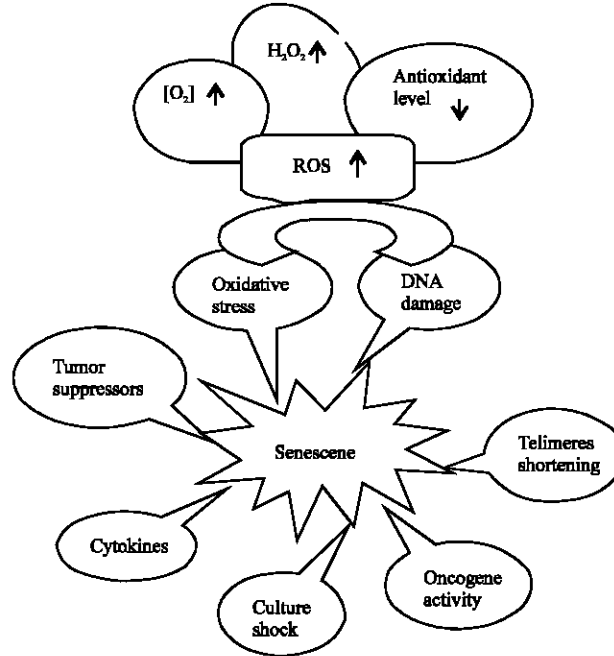 H₂O₂ ↑
[O₂] ↑
Antioxidant
level ↓
ROS ↑
Oxidative
stress
DNA
damage
Tumor
suppressors
Senescene
Telimeres
shortening
Cytokines
Culture
shock
Oncogene
activity